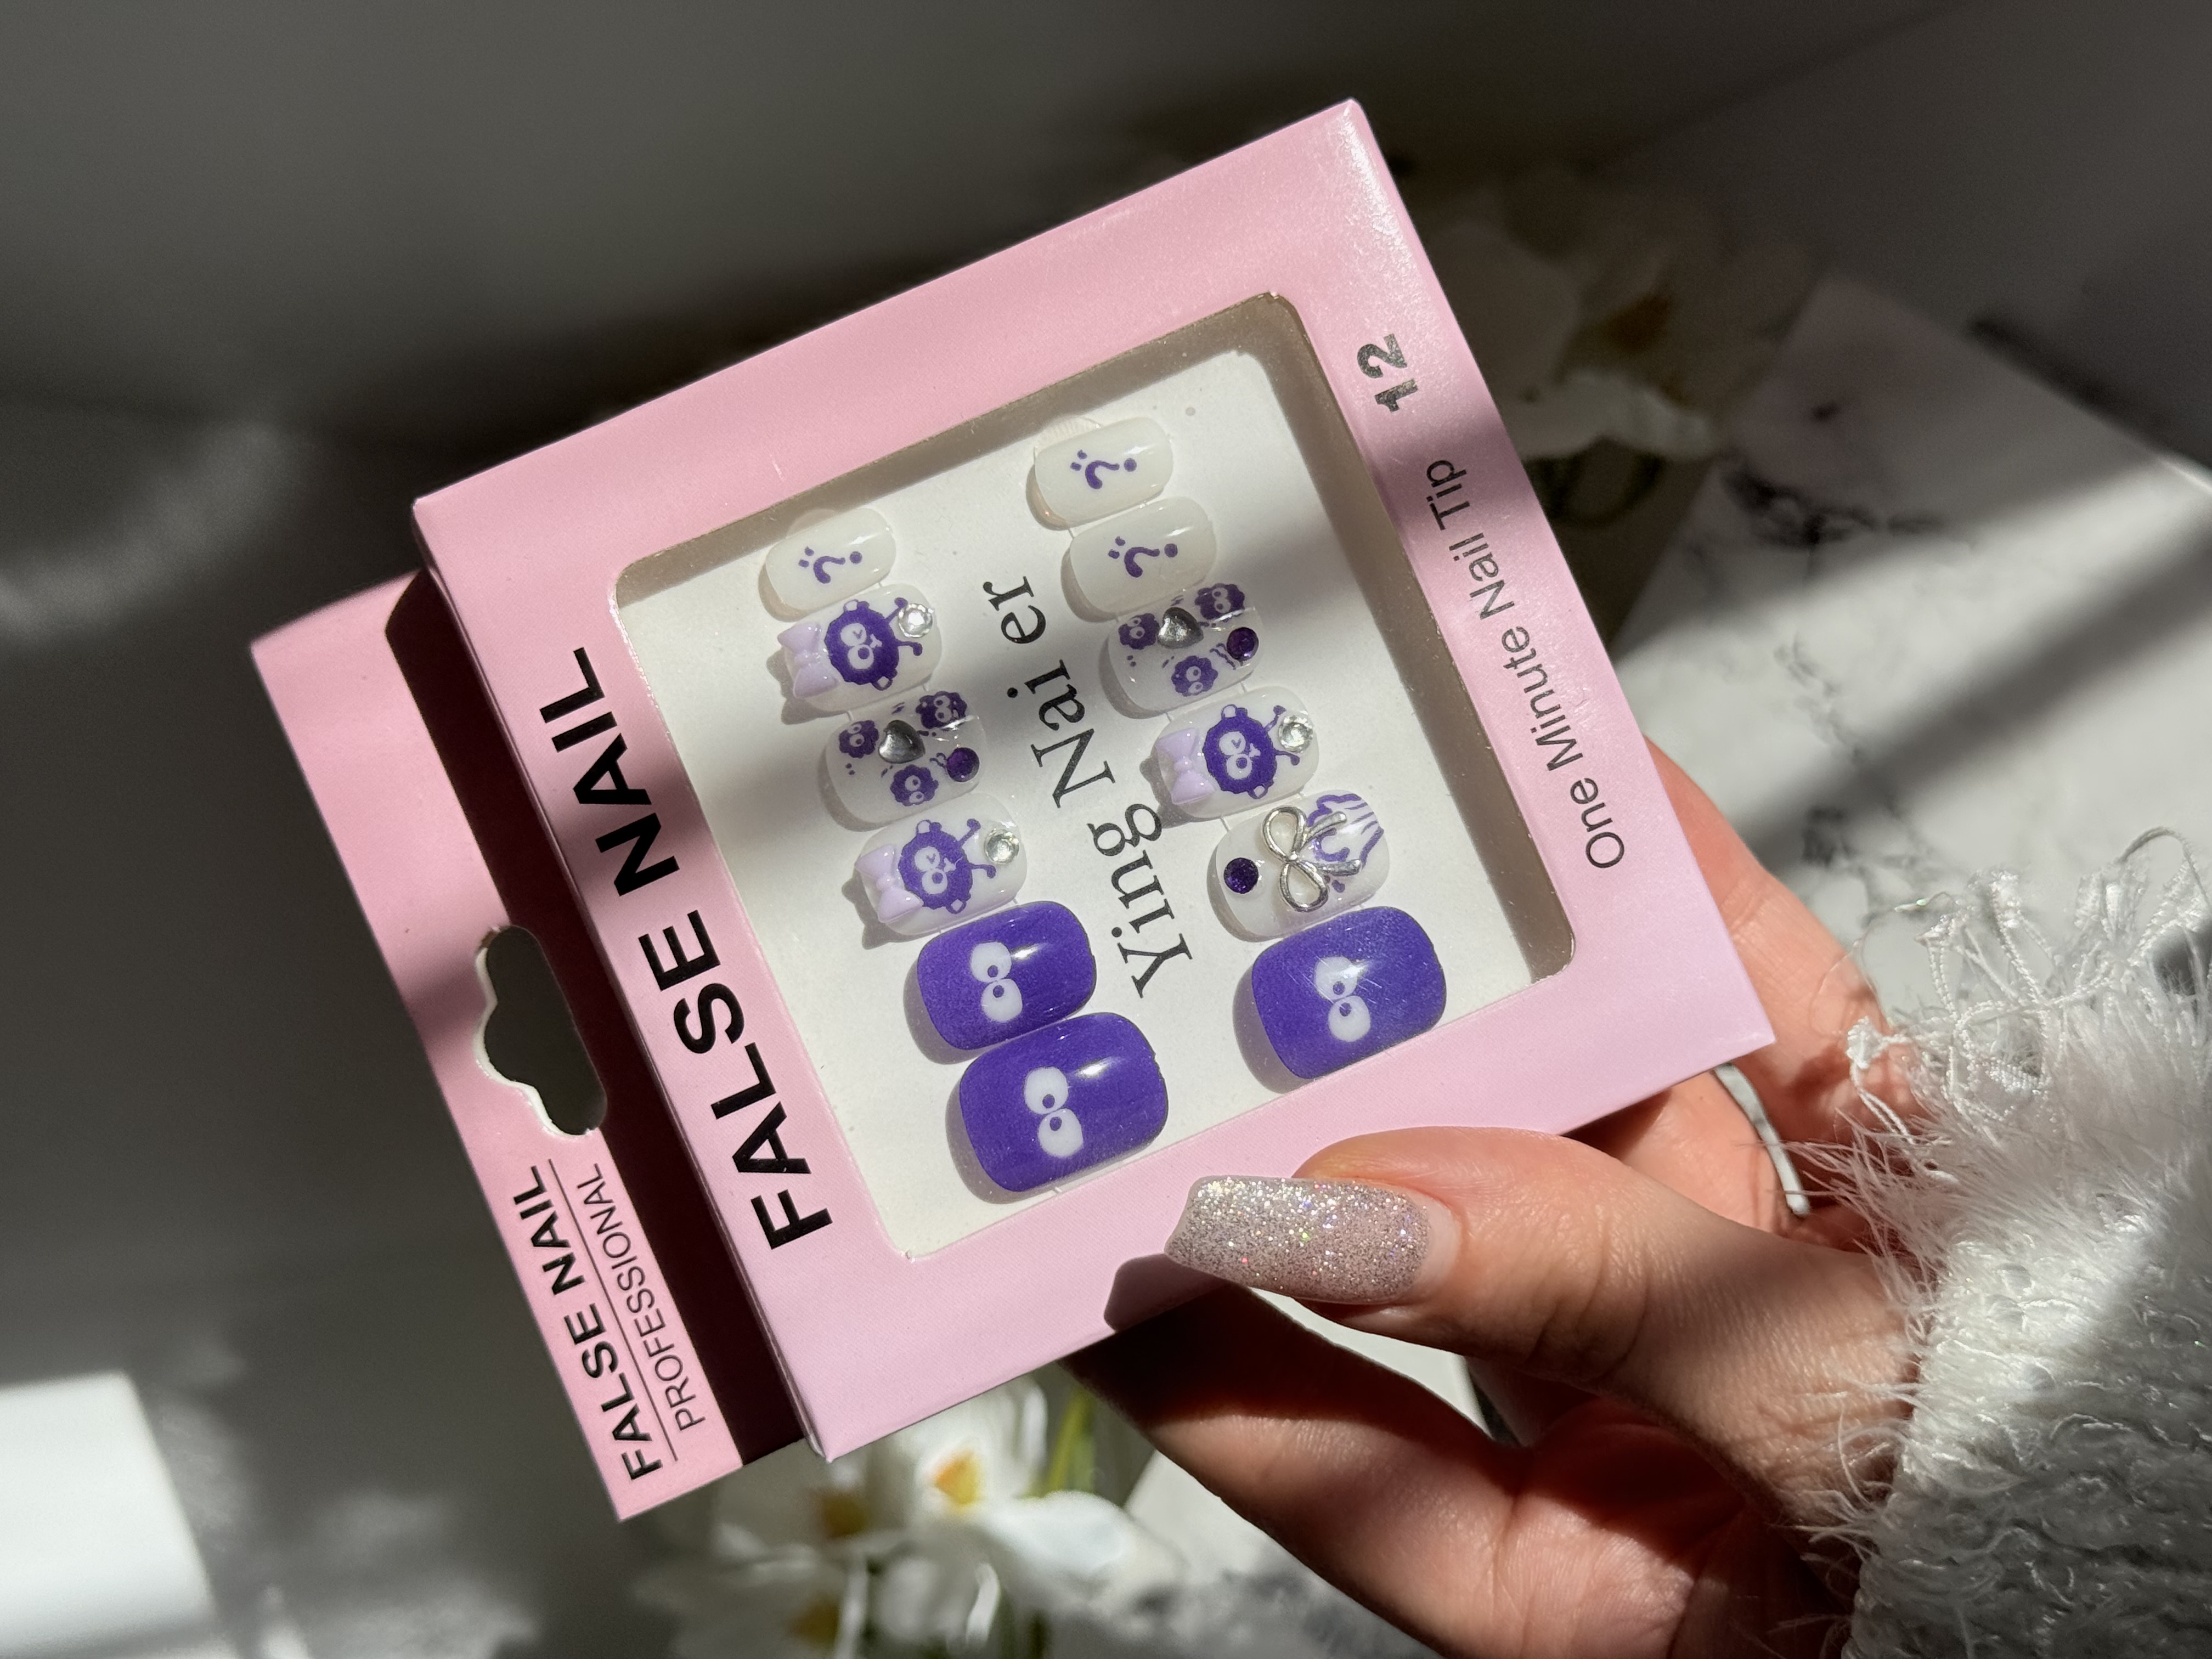 FALSE NAIL
PROFESSIONAL
FALSE NAIL
Ying Nai er
One Minute Nail Tip 12